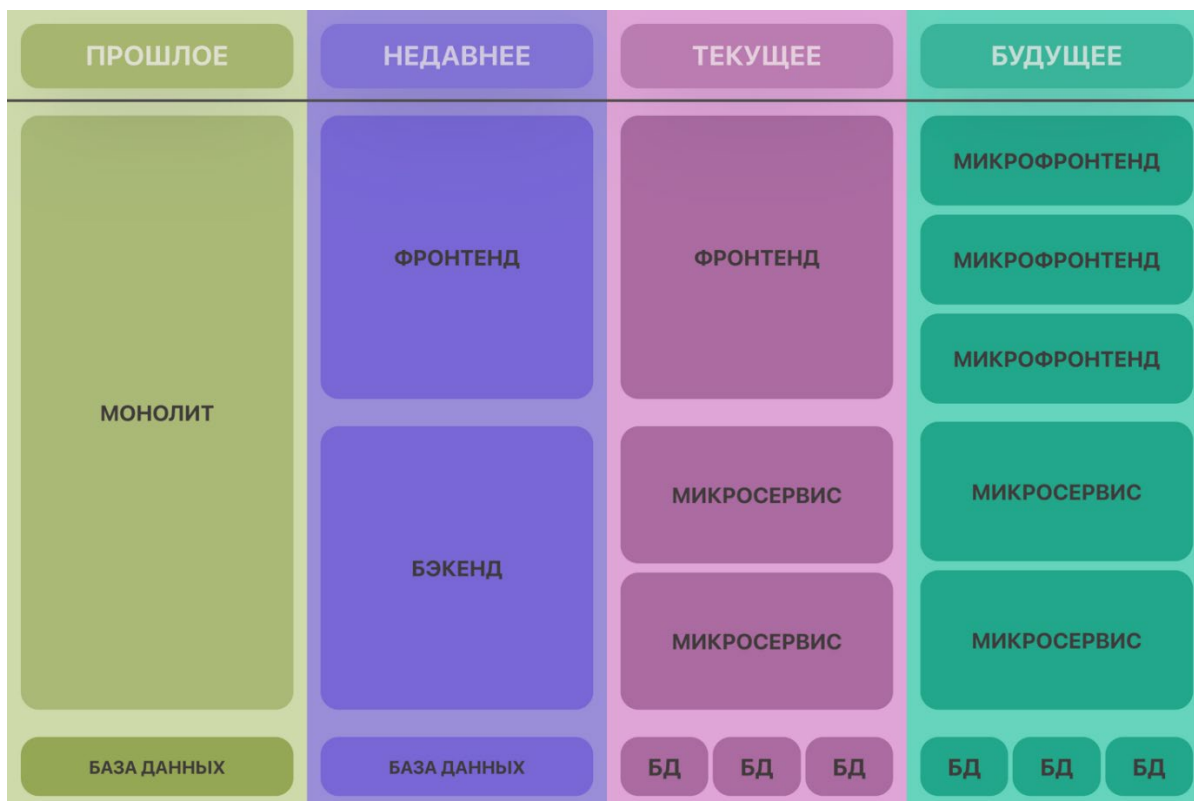 ПРОШЛОЕ
НЕДАВНЕЕ
ТЕКУЩЕЕ
БУДУЩЕЕ
МОНОЛИТ
БАЗА ДАННЫХ
ФРОНТЕНД
БЭКЕНД
БАЗА ДАННЫХ
ФРОНТЕНД
МИКРОСЕРВИС
МИКРОСЕРВИС
БД
БД
БД
МИКРОФРОНТЕНД
МИКРОФРОНТЕНД
МИКРОФРОНТЕНД
МИКРОСЕРВИС
МИКРОСЕРВИС
БД
БД
БД